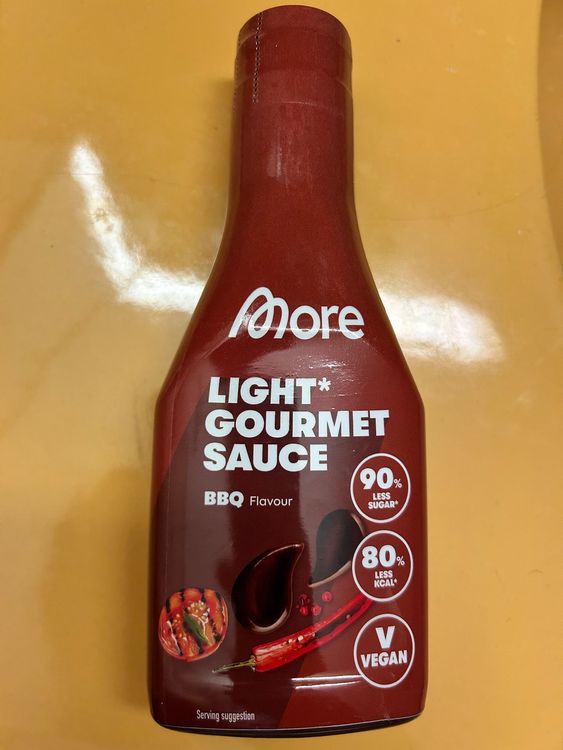 More
LIGHT*
GOURMET
SAUCE
BBQ Flavour
90%
LESS
SUGAR*
80%
LESS
KCAL*
V
VEGAN
Serving suggestion